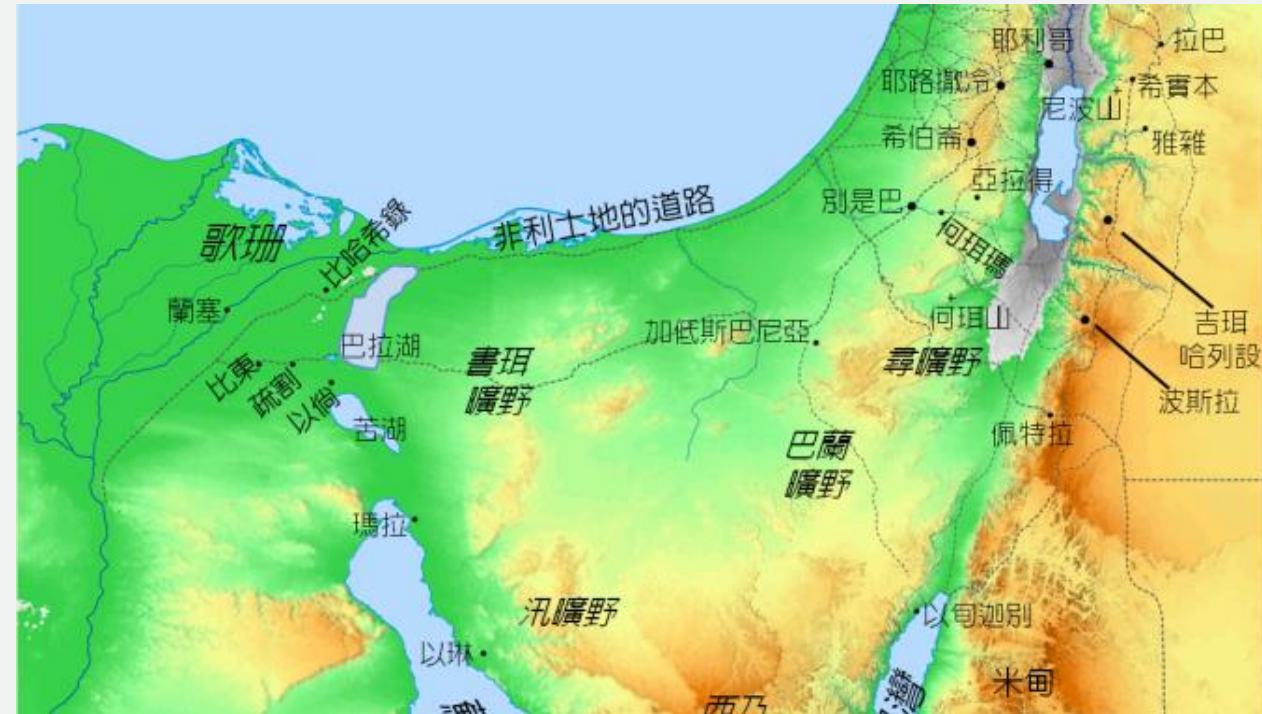 耶利哥
拉巴
耶路撒冷
希實本
尼波山
希伯崙
雅雜
亞拉得
別是巴
非利士地的道路
歌珊
比哈希錄
何珥瑪
蘭塞
何珥山
吉珥
哈列設
加低斯巴尼亞
巴拉湖
書珥
曠野
尋曠野
比東
疏割
以倘
波斯拉
苦湖
佩特拉
巴蘭
曠野
瑪拉
汛曠野
以旬迦別
以琳
米甸
西乃
灣